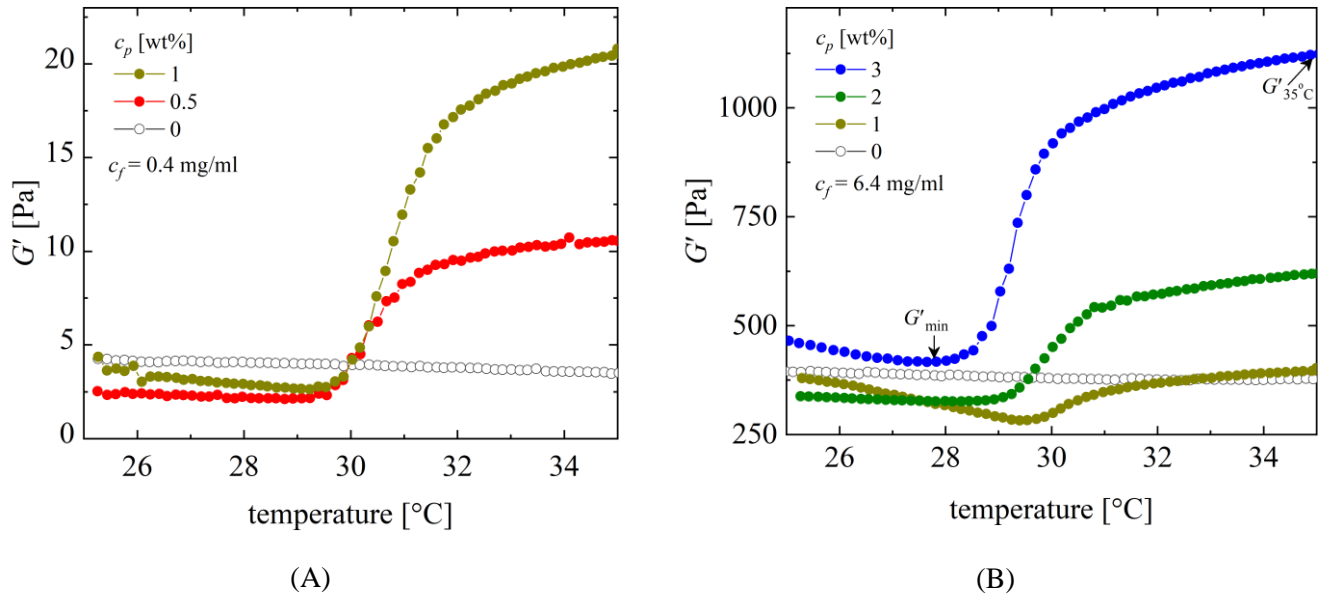 c_p [wt%]
1
0.5
0
c_f = 0.4 mg/ml
20
15
10
5
0
G' [Pa]
26 28 30 32 34
temperature [°C]
(A)
c_p [wt%]
3
2
1
0
c_f = 6.4 mg/ml
G'_35°C
G'_min
1000
750
500
250
G' [Pa]
26 28 30 32 34
temperature [°C]
(B)